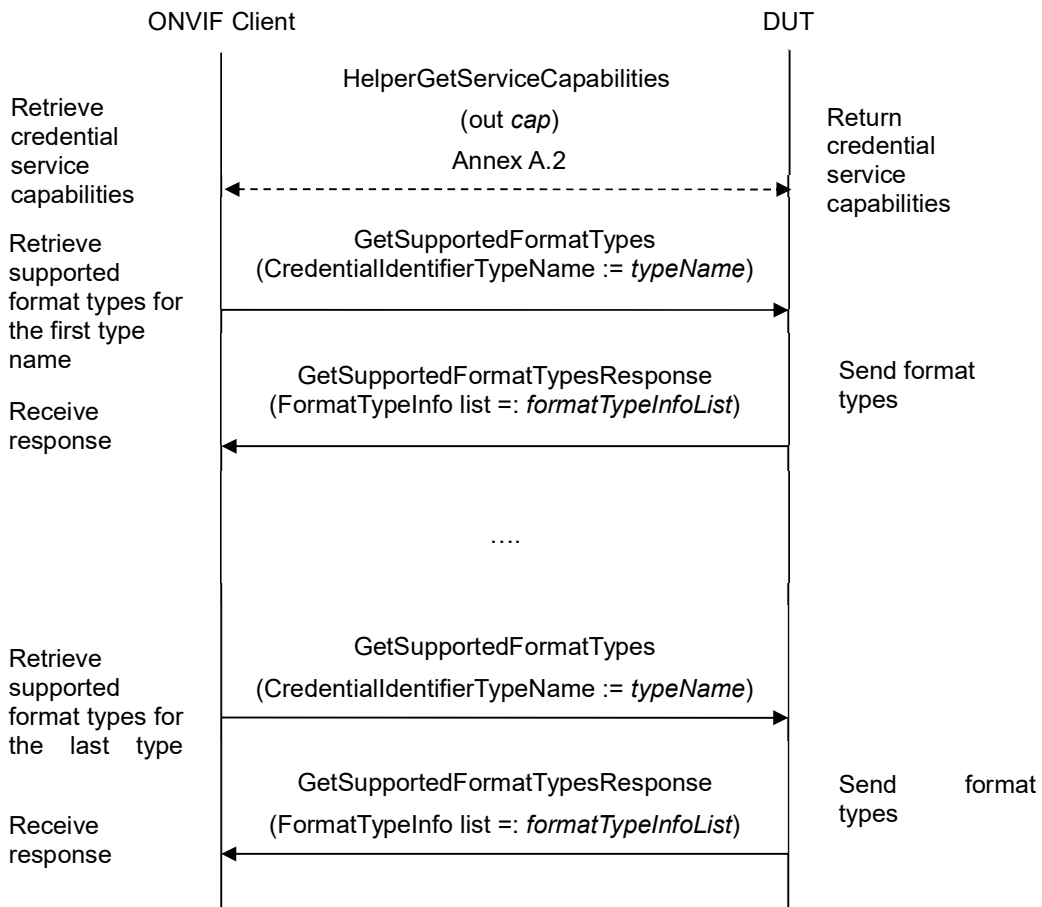 ONVIF Client
DUT
HelperGetServiceCapabilities
(out cap)
Annex A.2
Retrieve
credential
service
capabilities
Return
credential
service
capabilities
GetSupportedFormatTypes
(CredentialIdentifierTypeName := typeName)
Retrieve
supported
format types for
the first type
name
GetSupportedFormatTypesResponse
(FormatTypeInfo list =: formatTypeInfoList)
Send format
types
Receive
response
….
GetSupportedFormatTypes
(CredentialIdentifierTypeName := typeName)
Retrieve
supported
format types for
the last type
GetSupportedFormatTypesResponse
(FormatTypeInfo list =: formatTypeInfoList)
Send format
types
Receive
response